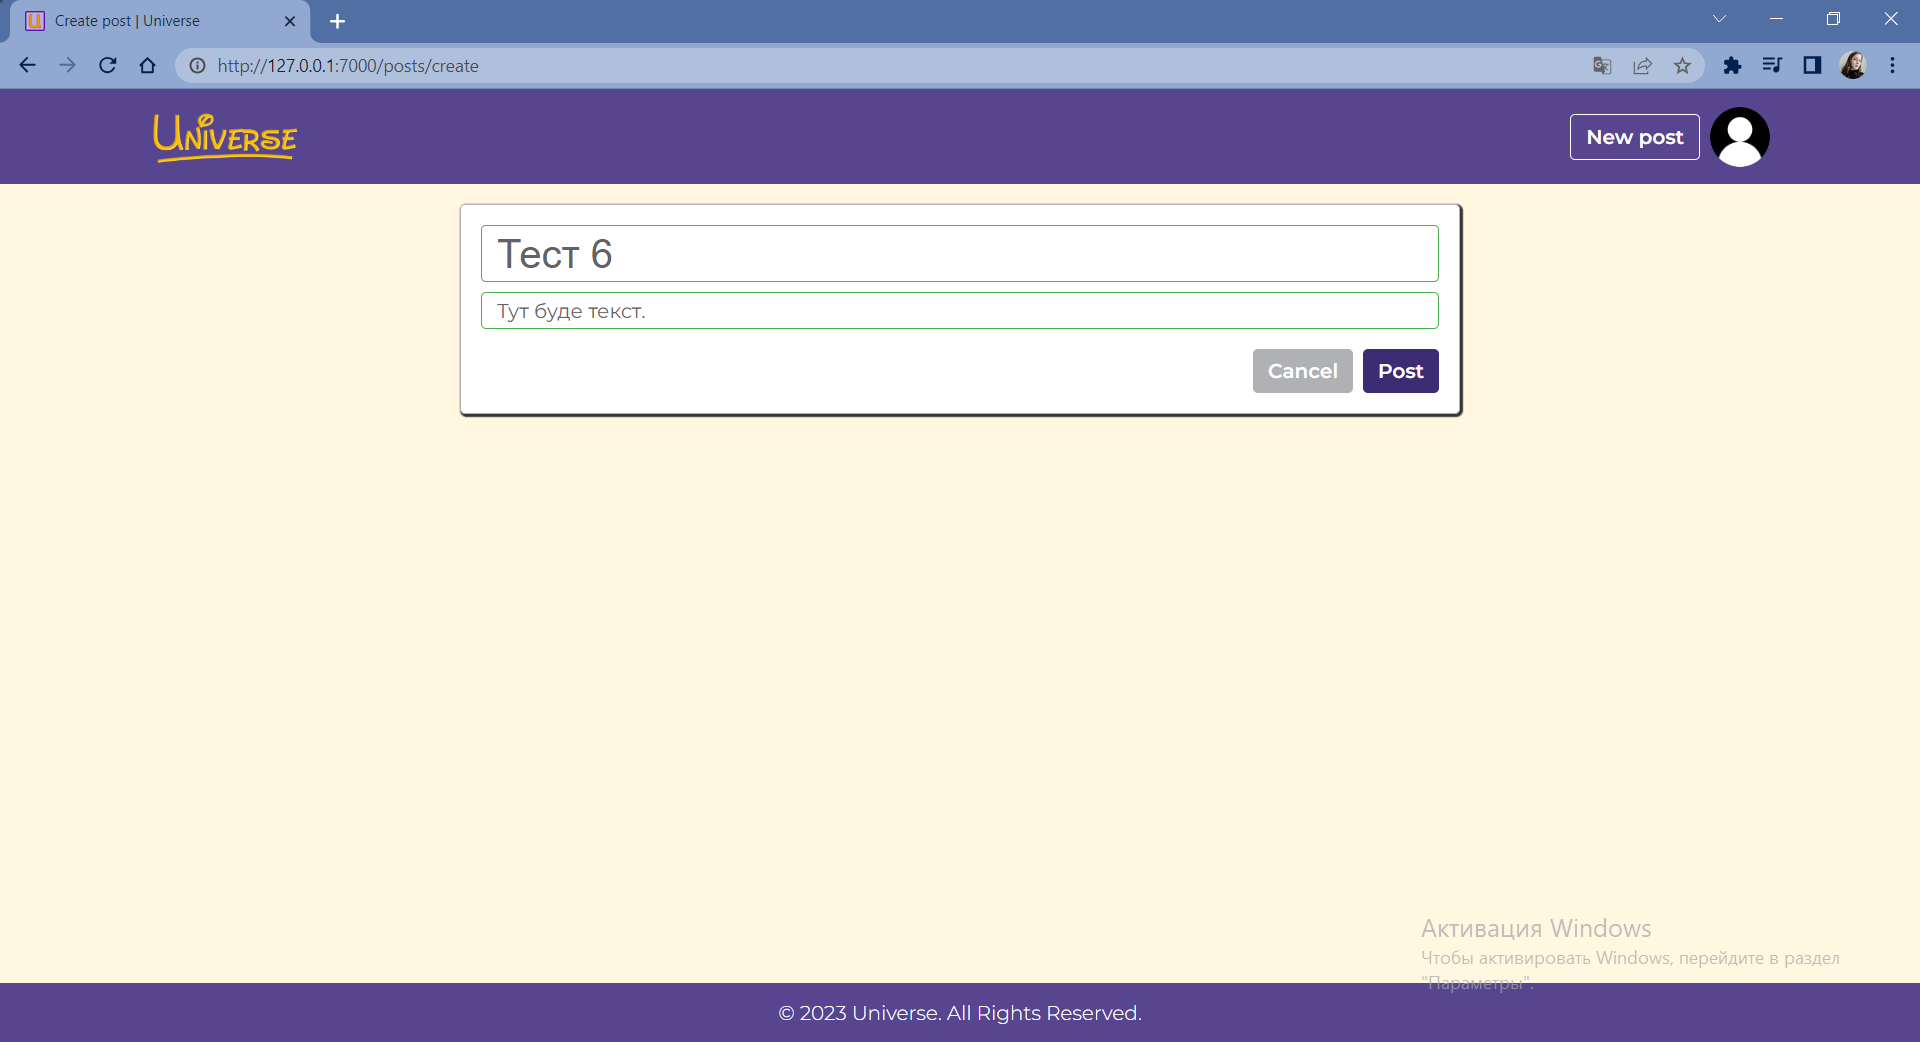 Create post | Universe
http://127.0.0.1:7000/posts/create
UNIVERSE
New post
Тест 6
Тут буде текст.
Cancel
Post
Активация Windows
Чтобы активировать Windows, перейдите в раздел
"Параметры".
© 2023 Universe. All Rights Reserved.